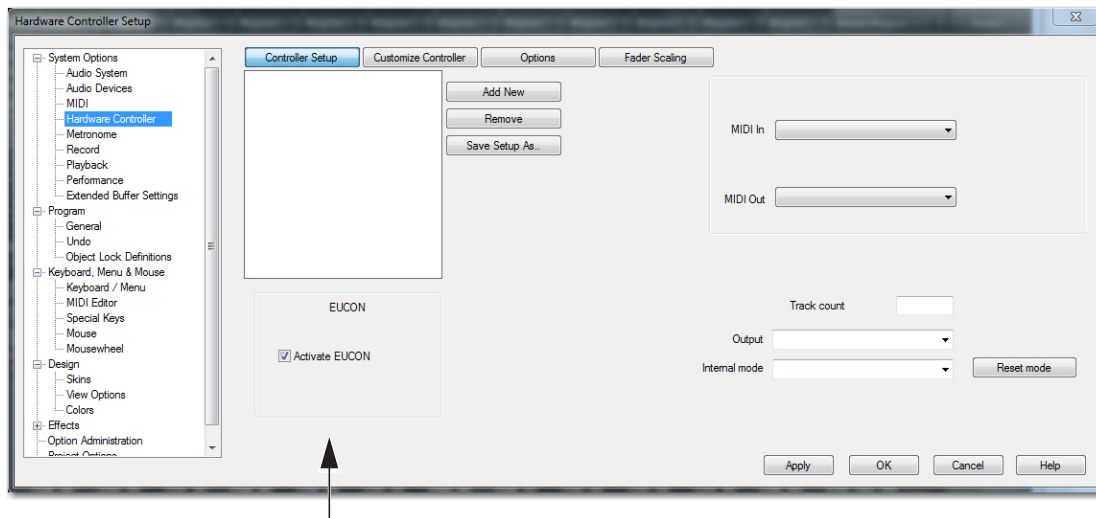 Hardware Controller Setup
System Options
Audio System
Audio Devices
MIDI
Hardware Controller
Metronome
Record
Playback
Performance
Extended Buffer Settings
Program
General
Undo
Object Lock Definitions
Keyboard, Menu & Mouse
Keyboard / Menu
MIDI Editor
Special Keys
Mouse
Mousewheel
Design
Skins
View Options
Colors
Effects
Option Administration
Project Options
Controller Setup
Customize Controller
Options
Fader Scaling
Add New
Remove
Save Setup As..
MIDI In
MIDI Out
EUCON
Activate EUCON
Track count
Output
Internal mode
Reset mode
Apply
OK
Cancel
Help